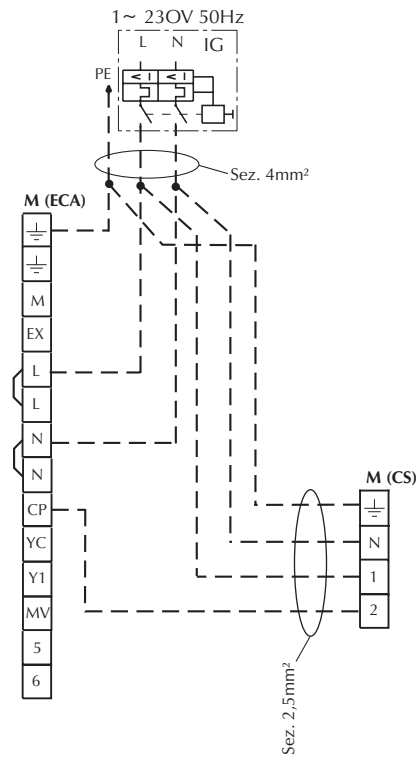 1~ 230V 50Hz
L N IG
PE
Sez. 4mm²
M (ECA)
M
EX
L
L
N
N
CP
YC
Y1
MV
5
6
M (CS)
N
1
2
Sez. 2,5mm²